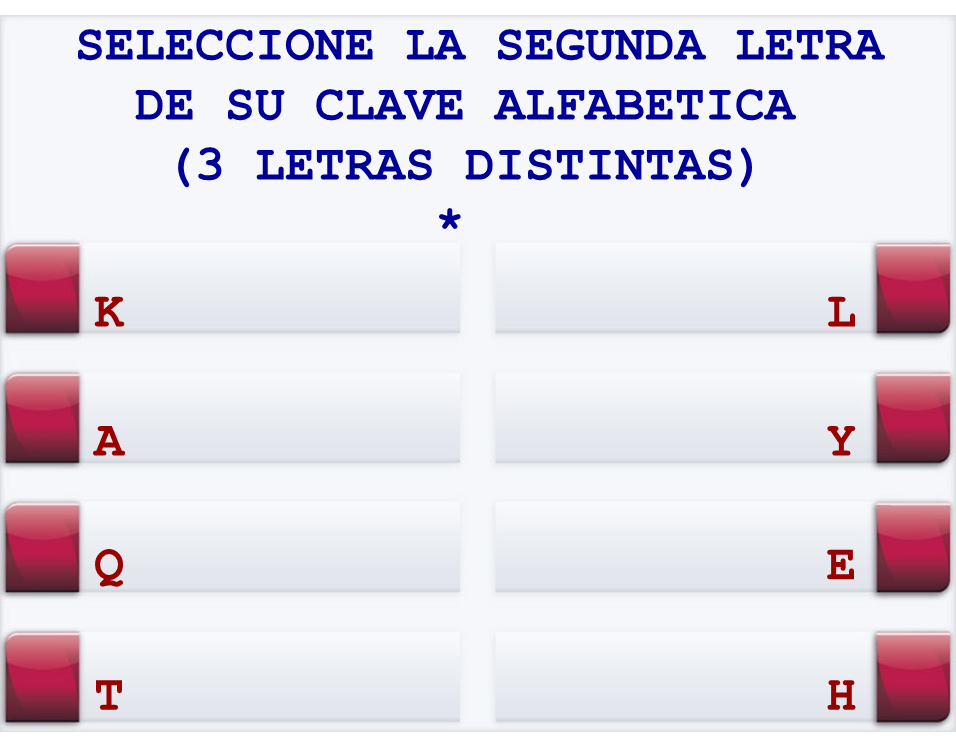 SELECCIONE LA SEGUNDA LETRA
DE SU CLAVE ALFABETICA
(3 LETRAS DISTINTAS)
*
K L
A Y
Q E
T H